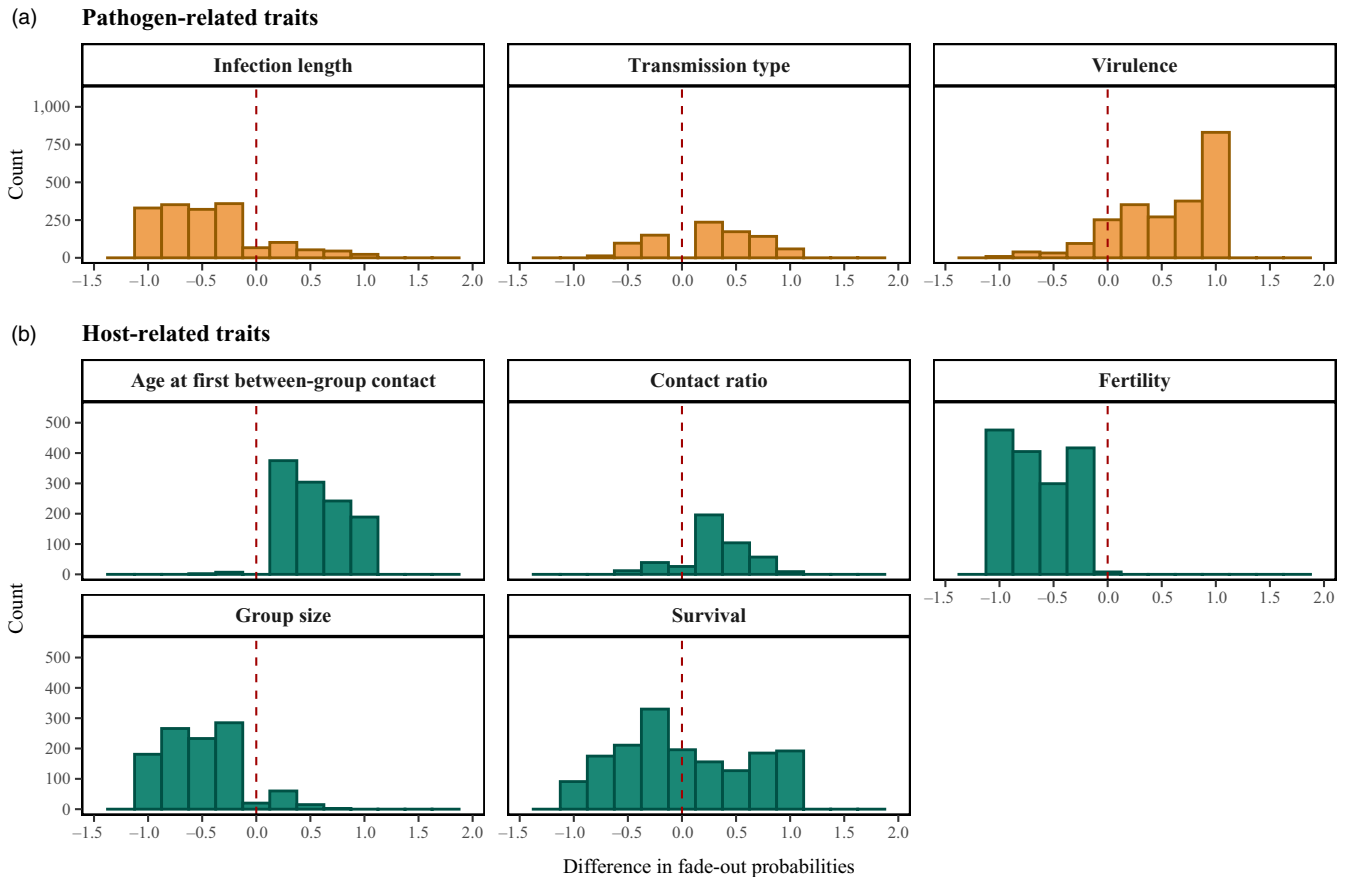 (a) Pathogen-related traits
Infection length Transmission type Virulence
1,000
750
500
250
0
Count
–1.5 –1.0 –0.5 0.0 0.5 1.0 1.5 2.0 –1.5 –1.0 –0.5 0.0 0.5 1.0 1.5 2.0 –1.5 –1.0 –0.5 0.0 0.5 1.0 1.5 2.0
(b) Host-related traits
Age at first between-group contact Contact ratio Fertility
500
400
300
200
100
0
–1.5 –1.0 –0.5 0.0 0.5 1.0 1.5 2.0
Count
Group size Survival
500
400
300
200
100
0
–1.5 –1.0 –0.5 0.0 0.5 1.0 1.5 2.0 –1.5 –1.0 –0.5 0.0 0.5 1.0 1.5 2.0
Difference in fade-out probabilities